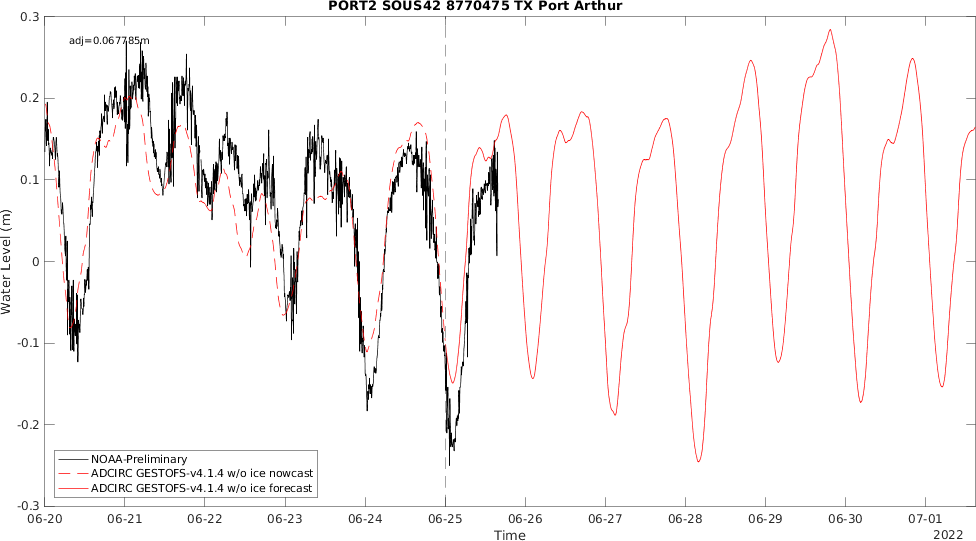 PORT2 SOUS42 8770475 TX Port Arthur
adj=0.067785m
0.3
0.2
0.1
0
-0.1
-0.2
-0.3
Water Level (m)
NOAA-Preliminary
ADCIRC GESTOFS-v4.1.4 w/o ice nowcast
ADCIRC GESTOFS-v4.1.4 w/o ice forecast
06-20 06-21 06-22 06-23 06-24 06-25 06-26 06-27 06-28 06-29 06-30 07-01
Time
2022